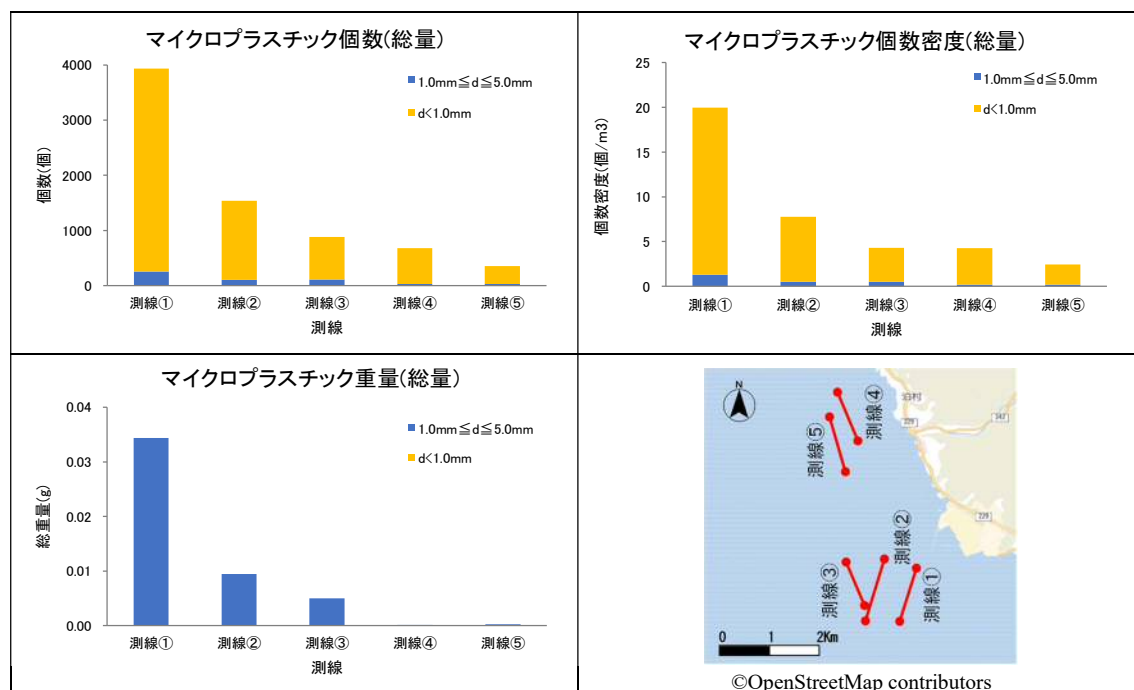 マイクロプラスチック個数(総量)
4000
3000
2000
1000
0
個数(個)
1.0mm≦d≦5.0mm
d<1.0mm
測線① 測線② 測線③ 測線④ 測線⑤
測線
マイクロプラスチック個数密度(総量)
25
20
15
10
5
0
個数密度(個/m3)
1.0mm≦d≦5.0mm
d<1.0mm
測線① 測線② 測線③ 測線④ 測線⑤
測線
マイクロプラスチック重量(総量)
0.04
0.03
0.02
0.01
0.00
総重量(g)
1.0mm≦d≦5.0mm
d<1.0mm
測線① 測線② 測線③ 測線④ 測線⑤
測線
N
泊村
229
342
229
測線④
測線⑤
測線②
測線③
測線①
0 1 2Km
©OpenStreetMap contributors